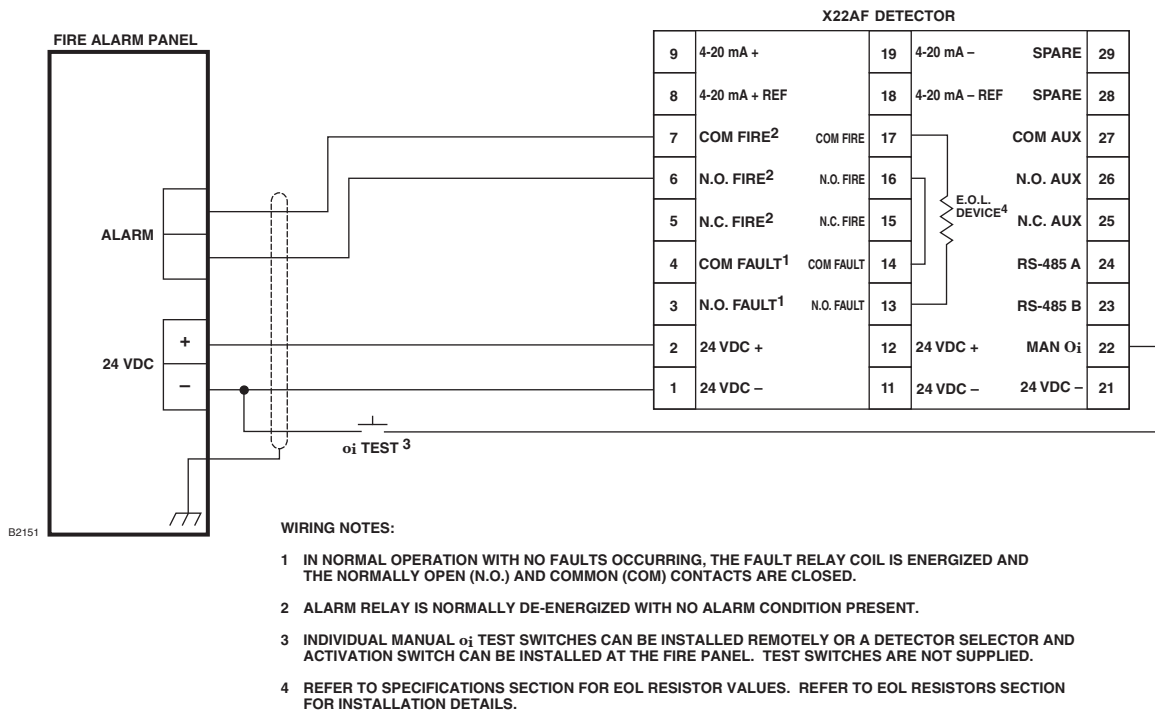 X22AF DETECTOR
FIRE ALARM PANEL
9 4-20 mA + 19 4-20 mA – SPARE 29
8 4-20 mA + REF 18 4-20 mA – REF SPARE 28
7 COM FIRE2 COM FIRE 17 COM AUX 27
6 N.O. FIRE2 N.O. FIRE 16 N.O. AUX 26
E.O.L.
DEVICE4
5 N.C. FIRE2 N.C. FIRE 15 N.C. AUX 25
ALARM
4 COM FAULT1 COM FAULT 14 RS-485 A 24
3 N.O. FAULT1 N.O. FAULT 13 RS-485 B 23
+
2 24 VDC + 12 24 VDC + MAN Oi 22
24 VDC
–
1 24 VDC – 11 24 VDC – 24 VDC – 21
oi TEST 3
B2151
WIRING NOTES:
1 IN NORMAL OPERATION WITH NO FAULTS OCCURRING, THE FAULT RELAY COIL IS ENERGIZED AND
THE NORMALLY OPEN (N.O.) AND COMMON (COM) CONTACTS ARE CLOSED.
2 ALARM RELAY IS NORMALLY DE-ENERGIZED WITH NO ALARM CONDITION PRESENT.
3 INDIVIDUAL MANUAL oi TEST SWITCHES CAN BE INSTALLED REMOTELY OR A DETECTOR SELECTOR AND
ACTIVATION SWITCH CAN BE INSTALLED AT THE FIRE PANEL. TEST SWITCHES ARE NOT SUPPLIED.
4 REFER TO SPECIFICATIONS SECTION FOR EOL RESISTOR VALUES. REFER TO EOL RESISTORS SECTION
FOR INSTALLATION DETAILS.